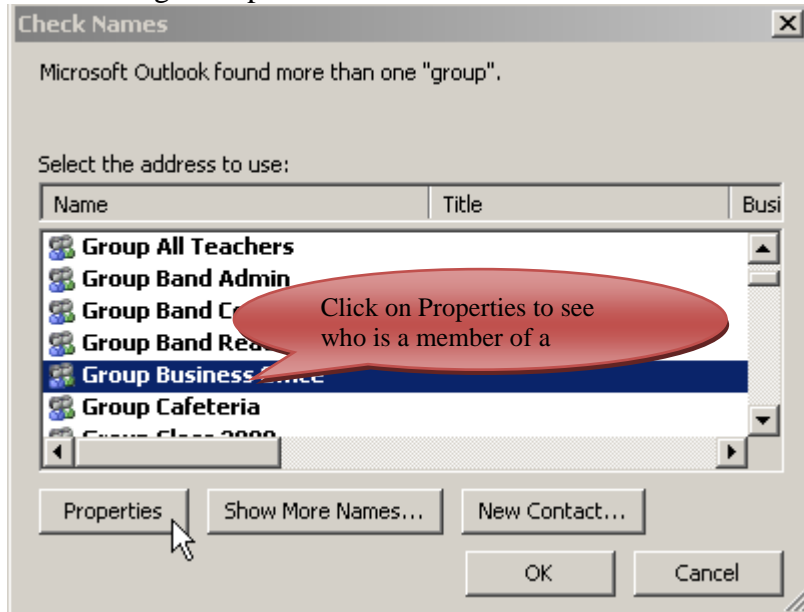 Check Names
Microsoft Outlook found more than one "group".
Select the address to use:
Name Title Busi
Group All Teachers
Group Band Admin
Group Band
Group Band
Group Business
Group Cafeteria
Click on Properties to see
who is a member of a
Properties Show More Names... New Contact...
OK Cancel